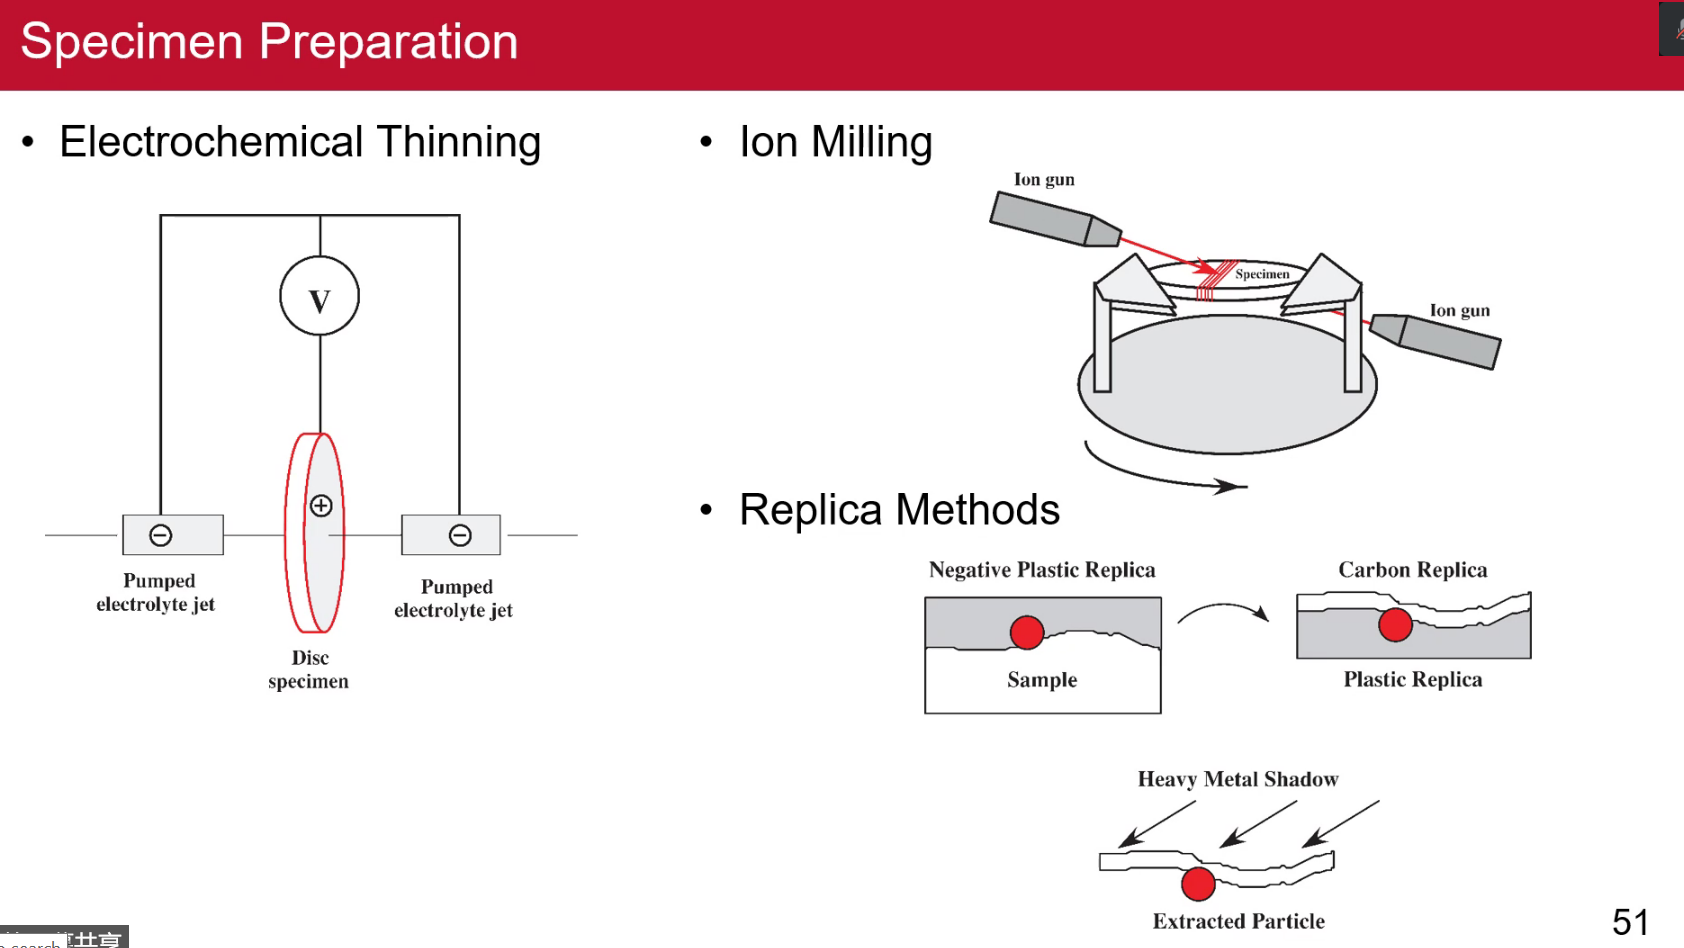 Specimen Preparation
• Electrochemical Thinning
V
+
−
−
Pumped
electrolyte jet
Pumped
electrolyte jet
Disc
specimen
• Ion Milling
Ion gun
Specimen
Ion gun
• Replica Methods
Negative Plastic Replica
Sample
Carbon Replica
Plastic Replica
Heavy Metal Shadow
Extracted Particle
51
共享
search